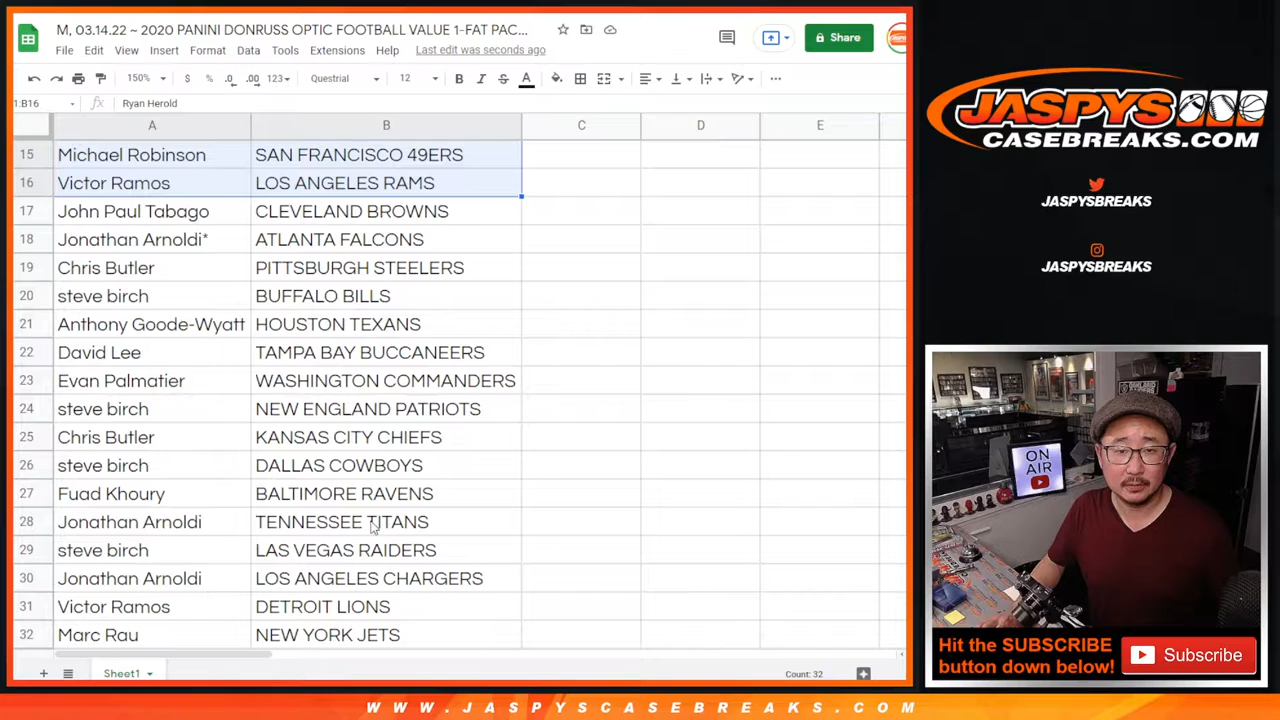 M, 03.14.22 ~ 2020 PANINI DONRUSS OPTIC FOOTBALL VALUE 1-FAT PAC...
File Edit View Insert Format Data Tools Extensions Help Last edit was seconds ago
Share
150% $ % .0 .00 123 Questrial 12 B I S A
1:B16 Ryan Herold
A B C D E
15 Michael Robinson SAN FRANCISCO 49ERS
16 Victor Ramos LOS ANGELES RAMS
17 John Paul Tabago CLEVELAND BROWNS
18 Jonathan Arnoldi* ATLANTA FALCONS
19 Chris Butler PITTSBURGH STEELERS
20 steve birch BUFFALO BILLS
21 Anthony Goode-Wyatt HOUSTON TEXANS
22 David Lee TAMPA BAY BUCCANEERS
23 Evan Palmatier WASHINGTON COMMANDERS
24 steve birch NEW ENGLAND PATRIOTS
25 Chris Butler KANSAS CITY CHIEFS
26 steve birch DALLAS COWBOYS
27 Fuad Khoury BALTIMORE RAVENS
28 Jonathan Arnoldi TENNESSEE TITANS
29 steve birch LAS VEGAS RAIDERS
30 Jonathan Arnoldi LOS ANGELES CHARGERS
31 Victor Ramos DETROIT LIONS
32 Marc Rau NEW YORK JETS
Sheet1 Count: 32
JASPYS
CASEBREAKS.COM
JASPYSBREAKS
JASPYSBREAKS
ON
AIR
Hit the SUBSCRIBE
button down below!
Subscribe
WWW.JASPYSCASEBREAKS.COM